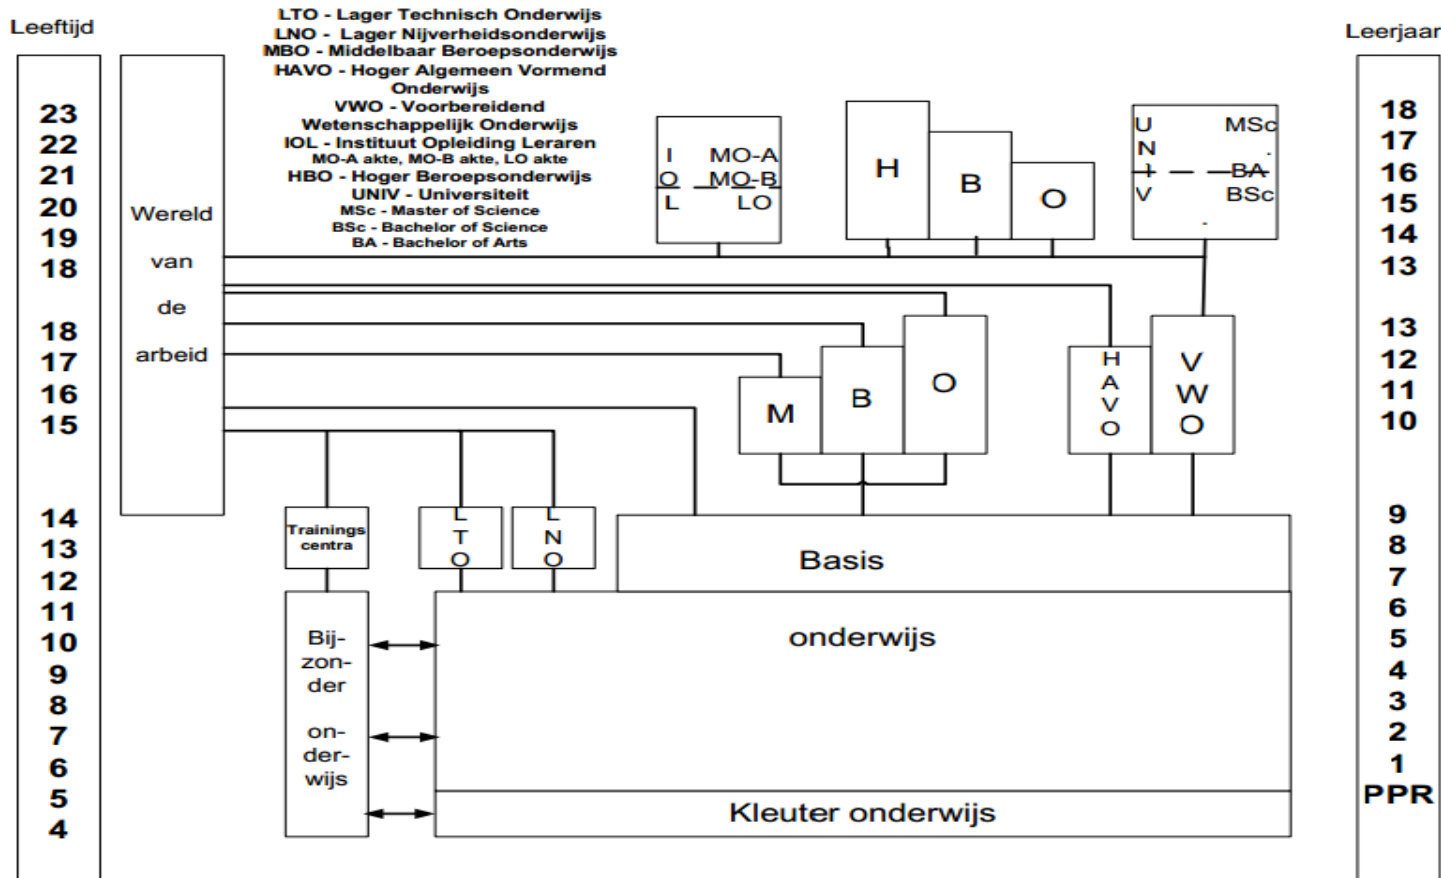 Leeftijd
LTO - Lager Technisch Onderwijs
LNO - Lager Nijverheidsonderwijs
MBO - Middelbaar Beroepsonderwijs
HAVO - Hoger Algemeen Vormend
Onderwijs
VWO - Voorbereidend
Wetenschappelijk Onderwijs
IOL - Instituut Opleiding Leraren
MO-A akte, MO-B akte, LO akte
HBO - Hoger Beroepsonderwijs
UNIV - Universiteit
MSc - Master of Science
BSc - Bachelor of Science
BA - Bachelor of Arts
Leerjaar
23
22
21
20
19
18
18
17
16
15
14
13
12
11
10
9
8
7
6
5
4
Wereld
van
de
arbeid
I MO-A
O MO-B
L LO
H
B
O
U MSc
N .
I BA
V BSc
.
M
B
O
H
A
V
O
V
W
O
Trainings
centra
L
T
O
L
N
O
Basis
onderwijs
Bij-
zon-
der
on-
der-
wijs
Kleuter onderwijs
18
17
16
15
14
13
13
12
11
10
9
8
7
6
5
4
3
2
1
PPR